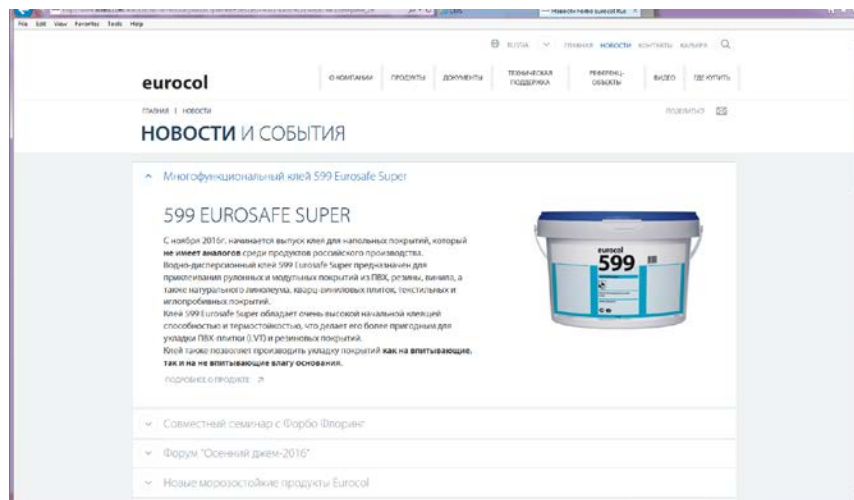 File Edit View Favorites Tools Help
RUSSIA ГЛАВНАЯ НОВОСТИ КОНТАКТЫ КАРЬЕРА
eurocol
О КОМПАНИИ ПРОДУКТЫ ДОКУМЕНТЫ ТЕХНИЧЕСКАЯ ПОДДЕРЖКА РЕФЕРЕНЦ-ОБЪЕКТЫ ВИДЕО ГДЕ КУПИТЬ
ГЛАВНАЯ | НОВОСТИ
ПОДЕЛИТЬСЯ
НОВОСТИ И СОБЫТИЯ
Многофункциональный клей 599 Eurosafe Super
599 EUROSAFE SUPER
С ноября 2016г. начинается выпуск клея для напольных покрытий, который
не имеет аналогов среди продуктов российского производства.
Водно-дисперсионный клей 599 Eurosafe Super предназначен для
приклеивания рулонных и модульных покрытий из ПВХ, резины, винила, а
также натурального линолеума, кварц-виниловых плиток, текстильных и
иглопробивных покрытий.
Клей 599 Eurosafe Super обладает очень высокой начальной клеящей
способностью и термостойкостью, что делает его более пригодным для
укладки ПВХ-плитки (LVT) и резиновых покрытий.
Клей также позволяет производить укладку покрытий как на впитывающие,
так и на не впитывающие влагу основания.
ПОДРОБНЕЕ О ПРОДУКТЕ
eurocol
599
Совместный семинар с Форбо Флоринг
Форум "Осенний джем-2016"
Новые морозостойкие продукты Eurocol